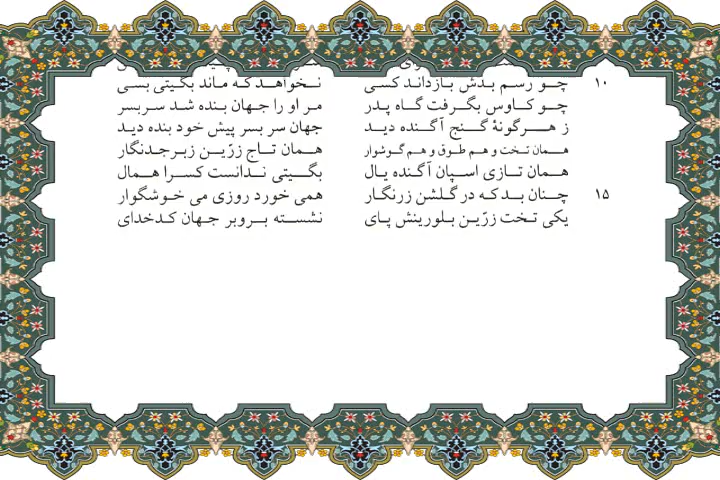 ۱۰ چو رسم بدش بازداند کسی نخواهد که ماند بگیتی بسی
چو کاوس بگرفت گاه پدر مر او را جهان بنده شد سربسر
ز هرگونهٔ گنج آگنده دید جهان سر بسر پیش خود بنده دید
همان تخت و هم طوق و هم گوشوار همان تاج زرّین زبرجدنگار
همان تازی اسپان آگنده یال بگیتی ندانست کسرا همال
۱۵ چنان بد که در گلشن زرنگار همی خورد روزی می خوشگوار
یکی تخت زرّین بلورینش پای نشسته بروبر جهان کدخدای